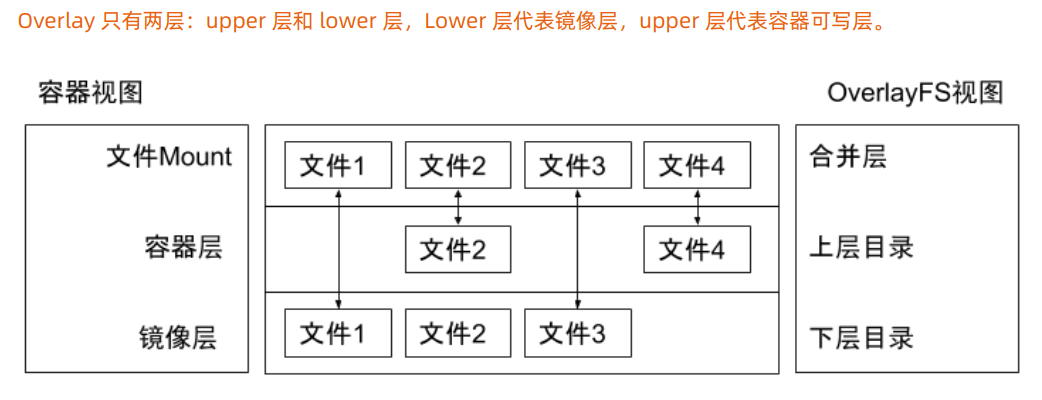 Overlay 只有两层：upper 层和 lower 层，Lower 层代表镜像层，upper 层代表容器可写层。
容器视图
OverlayFS视图
文件Mount
文件1
文件2
文件3
文件4
合并层
容器层
文件2
文件4
上层目录
镜像层
文件1
文件2
文件3
下层目录